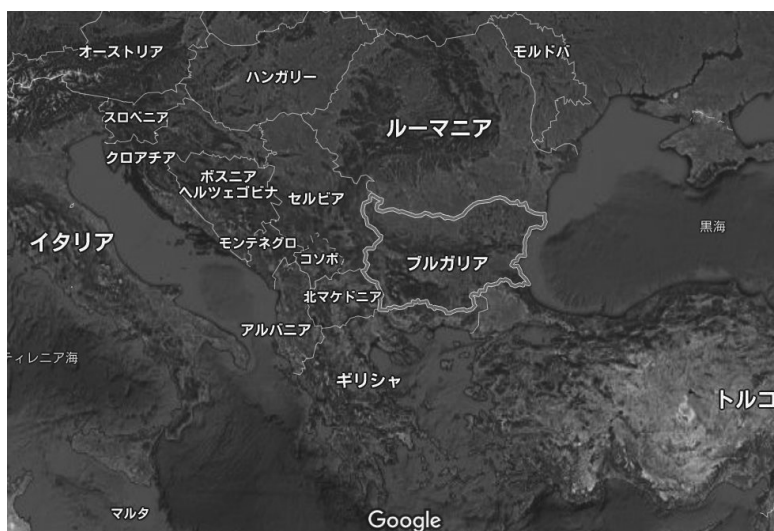 オーストリア
モルドバ
ハンガリー
スロベニア
ルーマニア
クロアチア
ボスニア
ヘルツェゴビナ
セルビア
イタリア
モンテネグロ
コソボ
ブルガリア
黒海
北マケドニア
アルバニア
ティレニア海
ギリシャ
トルコ
マルタ
Google